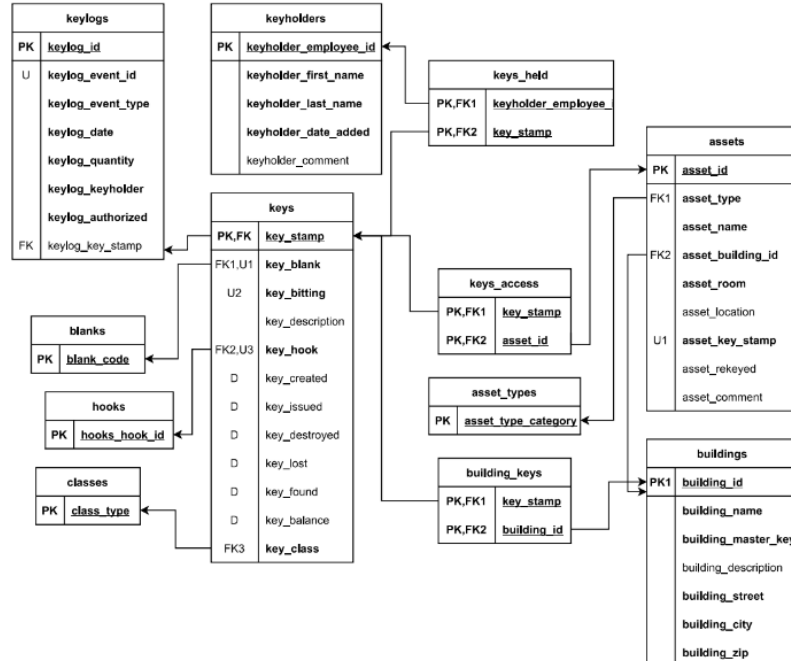 keylogs
PK keylog_id
U keylog_event_id
keylog_event_type
keylog_date
keylog_quantity
keylog_keyholder
keylog_authorized
FK keylog_key_stamp
keyholders
PK keyholder_employee_id
keyholder_first_name
keyholder_last_name
keyholder_date_added
keyholder_comment
keys_held
PK,FK1 keyholder_employee_i
PK,FK2 key_stamp
assets
PK asset_id
FK1 asset_type
asset_name
FK2 asset_building_id
asset_room
asset_location
U1 asset_key_stamp
asset_rekeyed
asset_comment
keys
PK,FK key_stamp
FK1,U1 key_blank
U2 key_bitting
key_description
FK2,U3 key_hook
D key_created
D key_issued
D key_destroyed
D key_lost
D key_found
D key_balance
FK3 key_class
keys_access
PK,FK1 key_stamp
PK,FK2 asset_id
blanks
PK blank_code
hooks
PK hooks_hook_id
classes
PK class_type
asset_types
PK asset_type_category
building_keys
PK,FK1 key_stamp
PK,FK2 building_id
buildings
PK1 building_id
building_name
building_master_key
building_description
building_street
building_city
building_zip